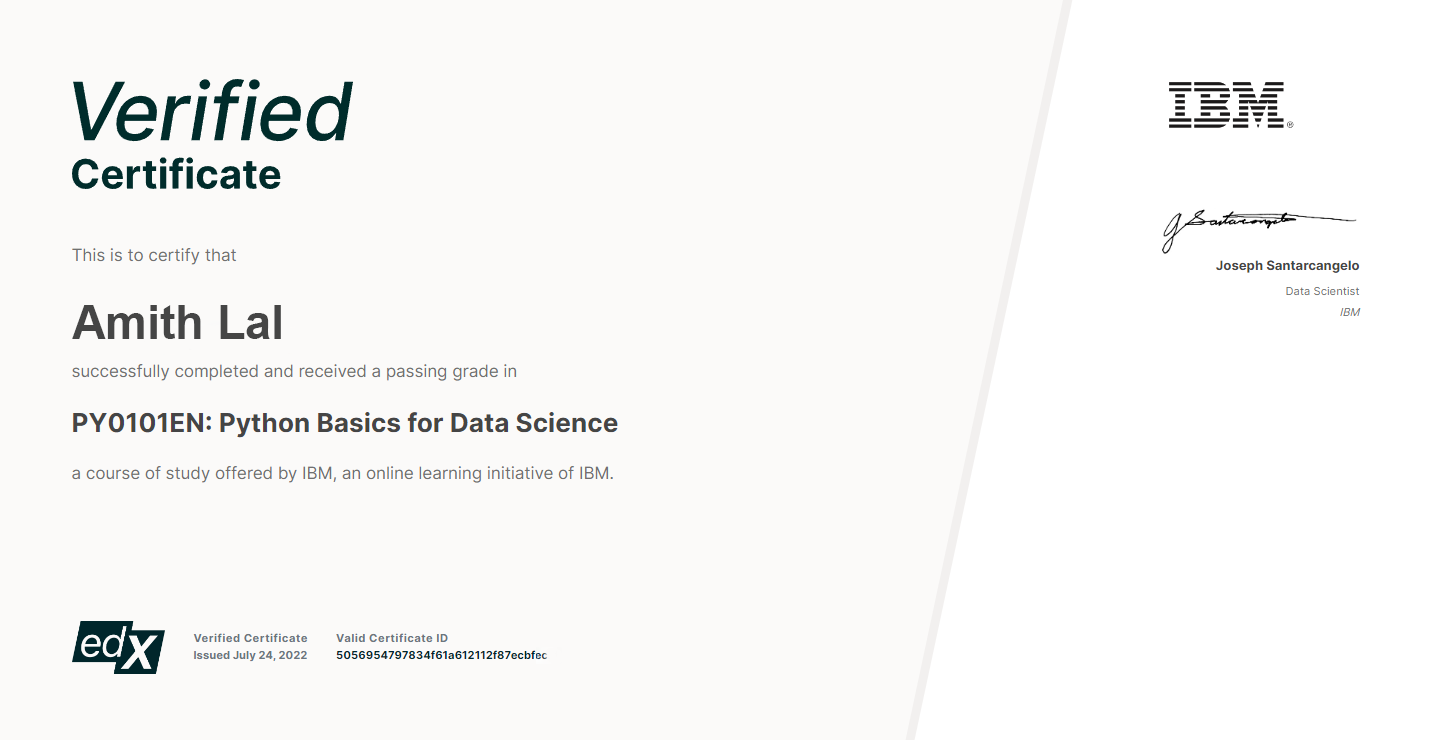 Verified
Certificate
This is to certify that
Amith Lal
successfully completed and received a passing grade in
PY0101EN: Python Basics for Data Science
a course of study offered by IBM, an online learning initiative of IBM.
edX
Verified Certificate
Issued July 24, 2022
Valid Certificate ID
5056954797834f61a612112f87ecbfec
IBM®
J Santarcangelo
Joseph Santarcangelo
Data Scientist
IBM